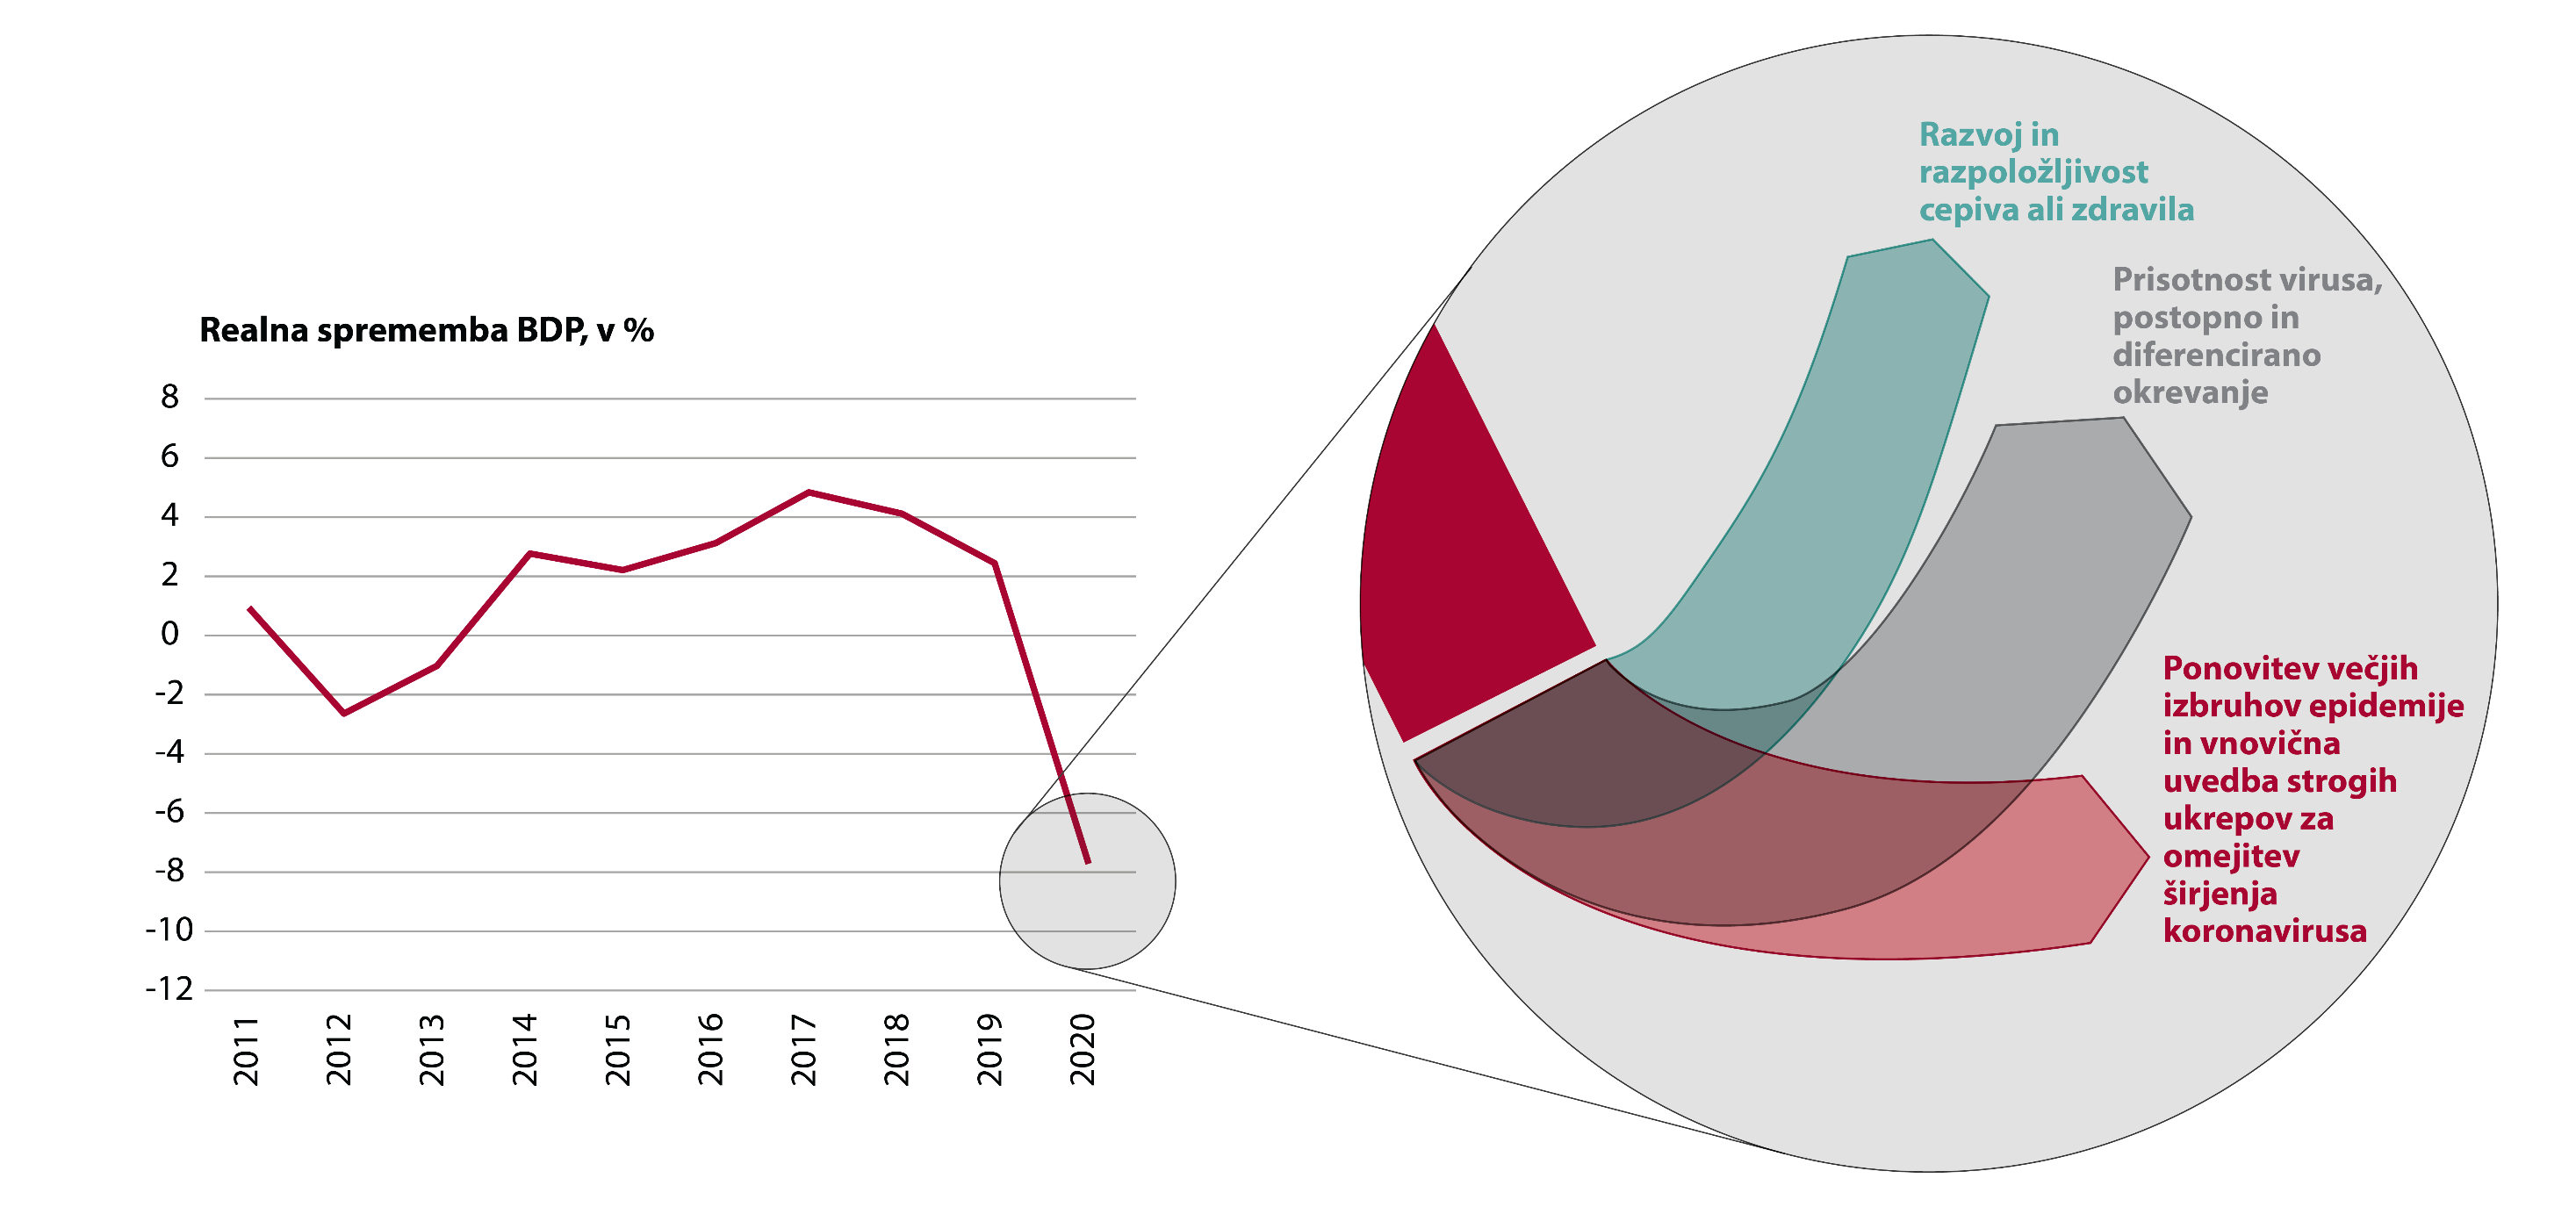 Realna sprememba BDP, v %
8
6
4
2
0
-2
-4
-6
-8
-10
-12
2011
2012
2013
2014
2015
2016
2017
2018
2019
2020
Razvoj in
razpoložljivost
cepiva ali zdravila
Prisotnost virusa,
postopno in
diferencirano
okrevanje
Ponovitev večjih
izbruhov epidemije
in vnovična
uvedba strogih
ukrepov za
omejitev
širjenja
koronavirusa